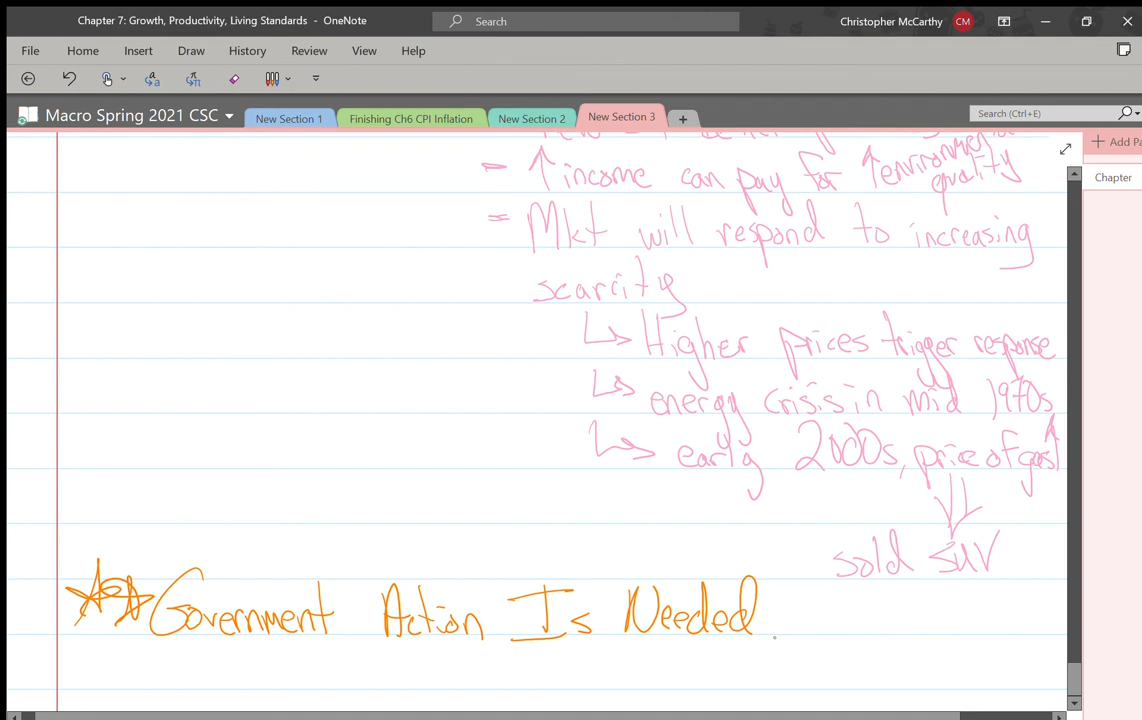 Chapter 7: Growth, Productivity, Living Standards - OneNote
Search
Christopher McCarthy CM
File Home Insert Draw History Review View Help
Macro Spring 2021 CSC
New Section 1
Finishing Ch6 CPI Inflation
New Section 2
New Section 3
Search (Ctrl+E)
Add Pa
Chapter
- ↑ income can pay for ↑ environment quality
= Mkt will respond to increasing
scarcity
↳ Higher prices trigger response
↳ energy crisis in mid 1970s
↳ early 2000s, price of gas↑
sold SUV
Government Action Is Needed